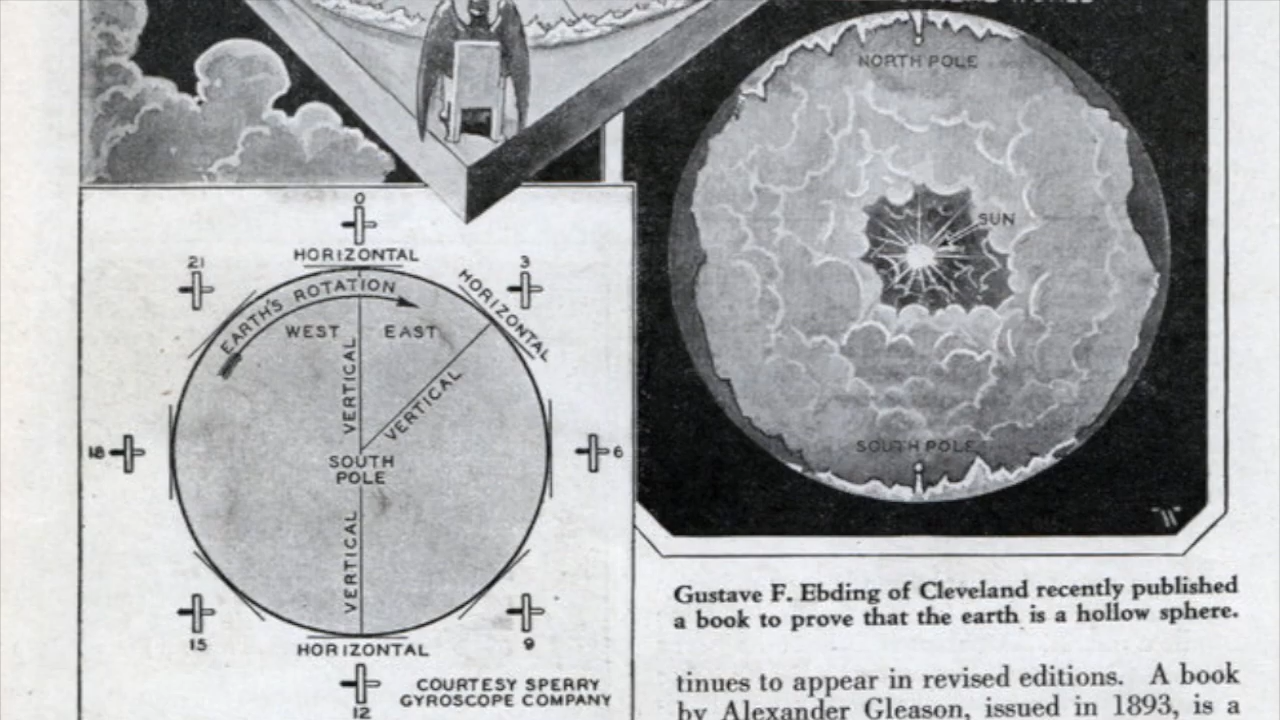 NORTH POLE
SUN
SOUTH POLE
0
HORIZONTAL
21
3
HORIZONTAL
EARTH'S ROTATION
WEST
EAST
VERTICAL
VERTICAL
18
6
SOUTH
POLE
VERTICAL
15
9
HORIZONTAL
12
COURTESY SPERRY
GYROSCOPE COMPANY
Gustave F. Ebding of Cleveland recently published
a book to prove that the earth is a hollow sphere.
tinues to appear in revised editions. A book
by Alexander Gleason, issued in 1893, is a